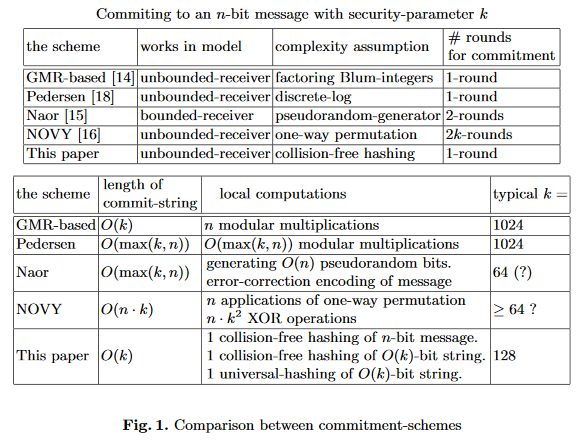 Commiting to an n-bit message with security-parameter k
the scheme works in model complexity assumption # rounds for commitment
GMR-based [14] unbounded-receiver factoring Blum-integers 1-round
Pedersen [18] unbounded-receiver discrete-log 1-round
Naor [15] bounded-receiver pseudorandom-generator 2-rounds
NOVY [16] unbounded-receiver one-way permutation 2k-rounds
This paper unbounded-receiver collision-free hashing 1-round
the scheme length of commit-string local computations typical k =
GMR-based O(k) n modular multiplications 1024
Pedersen O(max(k, n)) O(max(k, n)) modular multiplications 1024
Naor O(max(k, n)) generating O(n) pseudorandom bits. 64 (?)
error-correction encoding of message
NOVY O(n · k) n applications of one-way permutation ≥ 64 ?
n · k² XOR operations
This paper O(k) 1 collision-free hashing of n-bit message. 128
1 collision-free hashing of O(k)-bit string.
1 universal-hashing of O(k)-bit string.
Fig. 1. Comparison between commitment-schemes